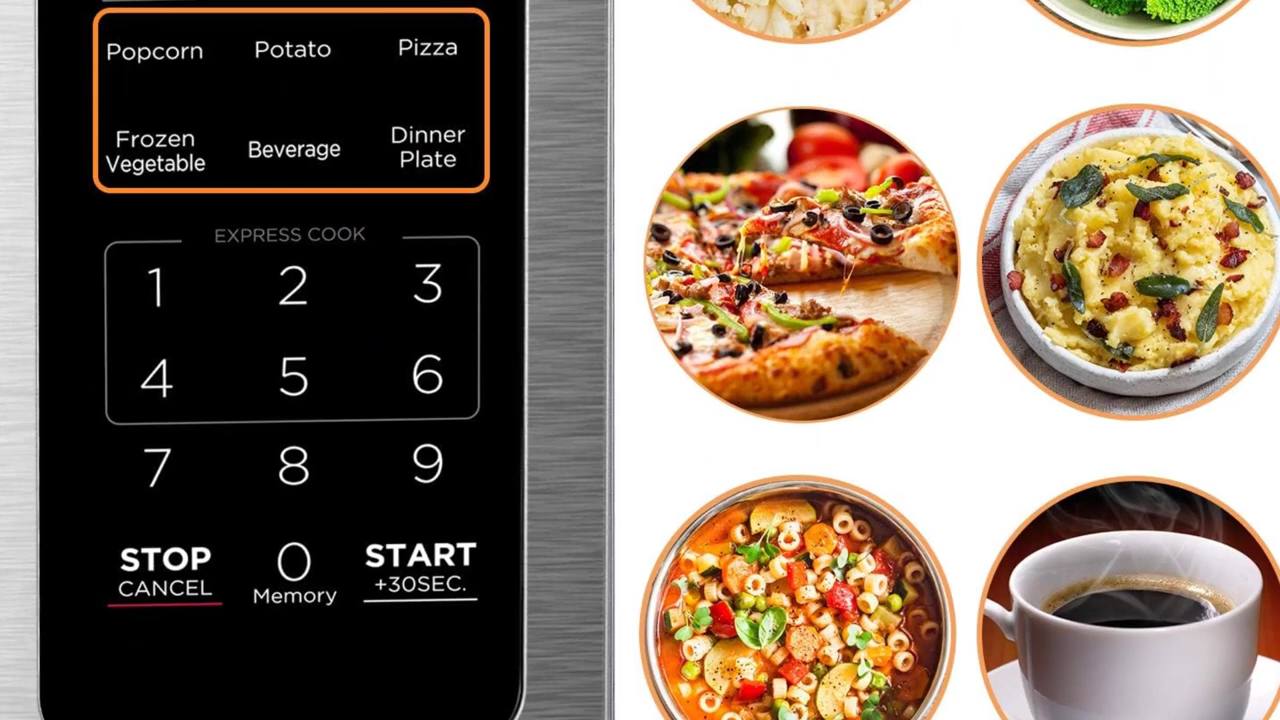 Popcorn Potato Pizza
Frozen Vegetable
Beverage
Dinner Plate
EXPRESS COOK
1 2 3
4 5 6
7 8 9
STOP
CANCEL
0
Memory
START
+30SEC.